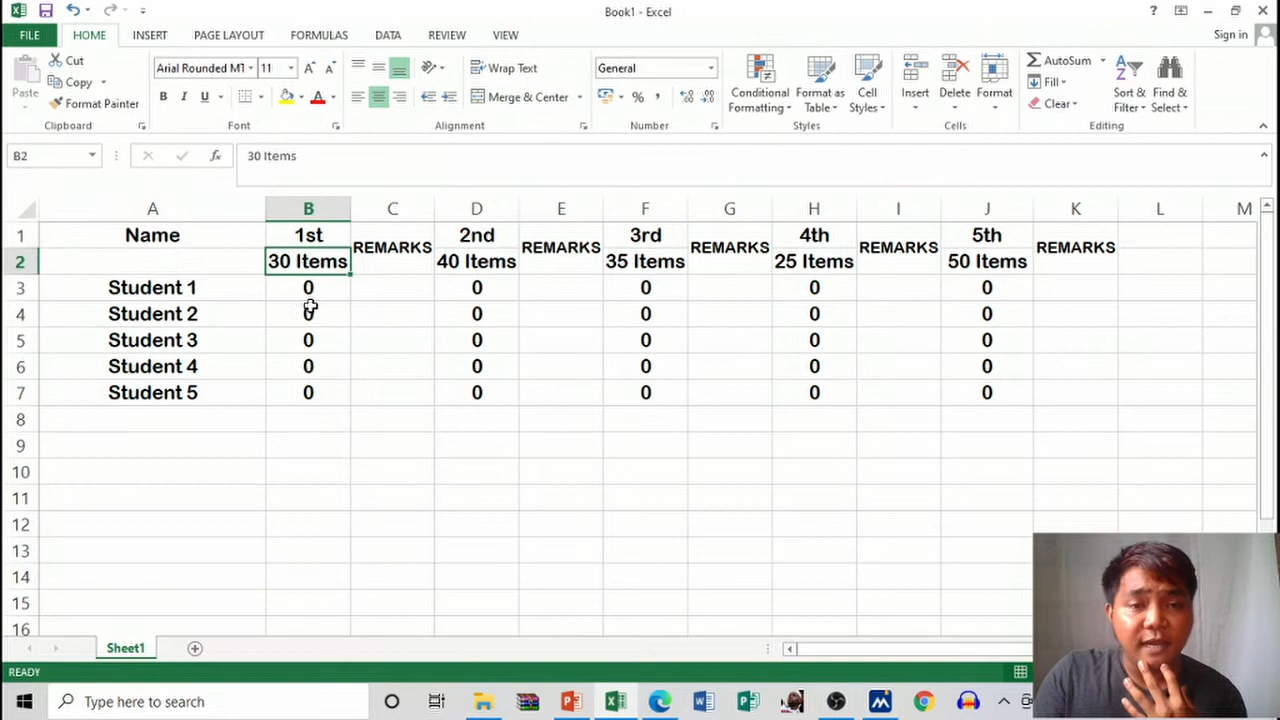 Book1 - Excel
?
FILE HOME INSERT PAGE LAYOUT FORMULAS DATA REVIEW VIEW Sign in
Paste Cut Copy Format Painter Clipboard
Arial Rounded MT 11 B I U A Font
Wrap Text Merge & Center Alignment
General % , Number
Conditional Formatting Format as Table Cell Styles Styles
Insert Delete Format Cells
AutoSum Fill Clear Sort & Filter Find & Select Editing
B2 fx 30 Items
A B C D E F G H I J K L M
1 Name 1st REMARKS 2nd REMARKS 3rd REMARKS 4th REMARKS 5th REMARKS
2 30 Items 40 Items 35 Items 25 Items 50 Items
3 Student 1 0 0 0 0 0
4 Student 2 0 0 0 0 0
5 Student 3 0 0 0 0 0
6 Student 4 0 0 0 0 0
7 Student 5 0 0 0 0 0
8
9
10
11
12
13
14
15
16
Sheet1
READY
Type here to search